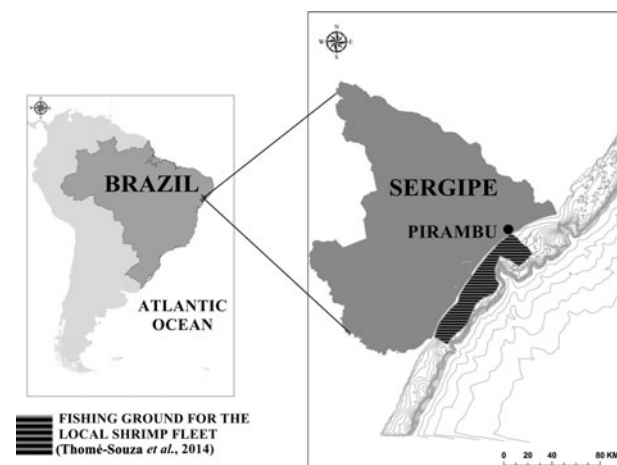 N
W E
S
BRAZIL
ATLANTIC
OCEAN
FISHING GROUND FOR THE
LOCAL SHRIMP FLEET
(Thomé-Souza et al., 2014)
N
W E
S
SERGIPE
PIRAMBU
0 20 40 80 KM